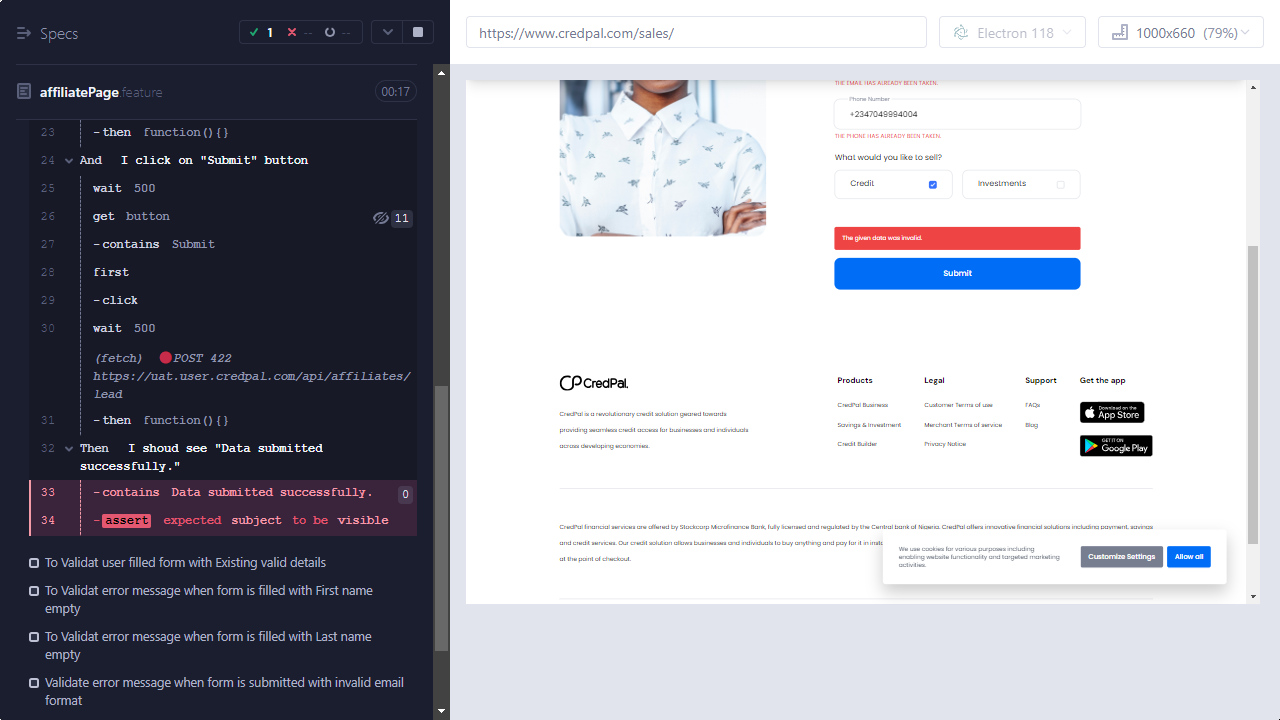 Specs
1
--
--
https://www.credpal.com/sales/
Electron 118
1000x660 (79%)
affiliatePage.feature
00:17
23 -then function(){}
24 And I click on "Submit" button
25 wait 500
26 get button 11
27 -contains Submit
28 first
29 -click
30 wait 500
(fetch) POST 422
https://uat.user.credpal.com/api/affiliates/
lead
31 -then function(){}
32 Then I should see "Data submitted
successfully."
33 -contains Data submitted successfully. 0
34 -assert expected subject to be visible
To Validat user filled form with Existing valid details
To Validat error message when form is filled with First name
empty
To Validat error message when form is filled with Last name
empty
Validate error message when form is submitted with invalid email
format
THE EMAIL HAS ALREADY BEEN TAKEN.
Phone Number
+2347049994004
THE PHONE HAS ALREADY BEEN TAKEN.
What would you like to sell?
Credit
Investments
The given data was invalid.
Submit
CredPal.
CredPal is a revolutionary credit solution geared towards
providing seamless credit access for businesses and individuals
across developing economies.
Products
CredPal Business
Savings & Investment
Credit Builder
Legal
Customer Terms of use
Merchant Terms of service
Privacy Notice
Support
FAQs
Blog
Get the app
Download on the
App Store
GET IT ON
Google Play
CredPal financial services are offered by Stockcorp Microfinance Bank, fully licensed and regulated by the Central bank of Nigeria. CredPal offers innovative financial solutions including payment, savings
and credit services. Our credit solution allows businesses and individuals to buy anything and pay for it in
at the point of checkout.
We use cookies for various purposes including
enabling website functionality and targeted marketing
activities.
Customize Settings
Allow all